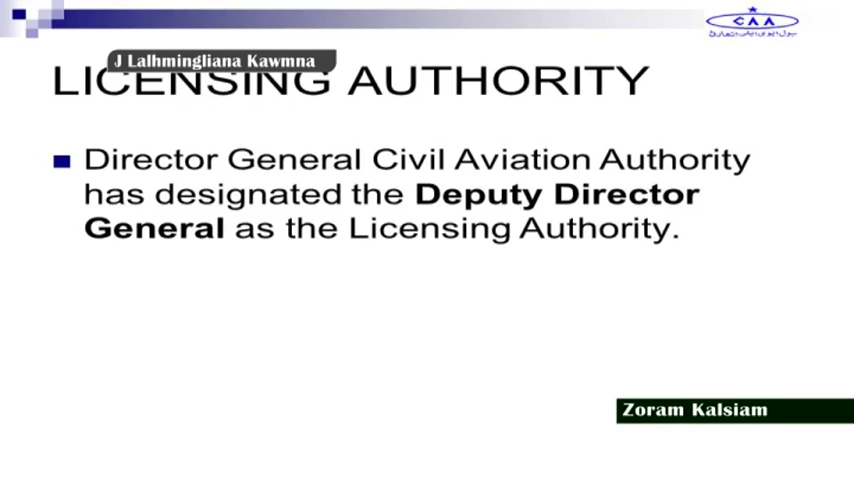 CAA
J Lalhmingliana Kawmna
LICENSING AUTHORITY
Director General Civil Aviation Authority
has designated the Deputy Director
General as the Licensing Authority.
Zoram Kalsiam